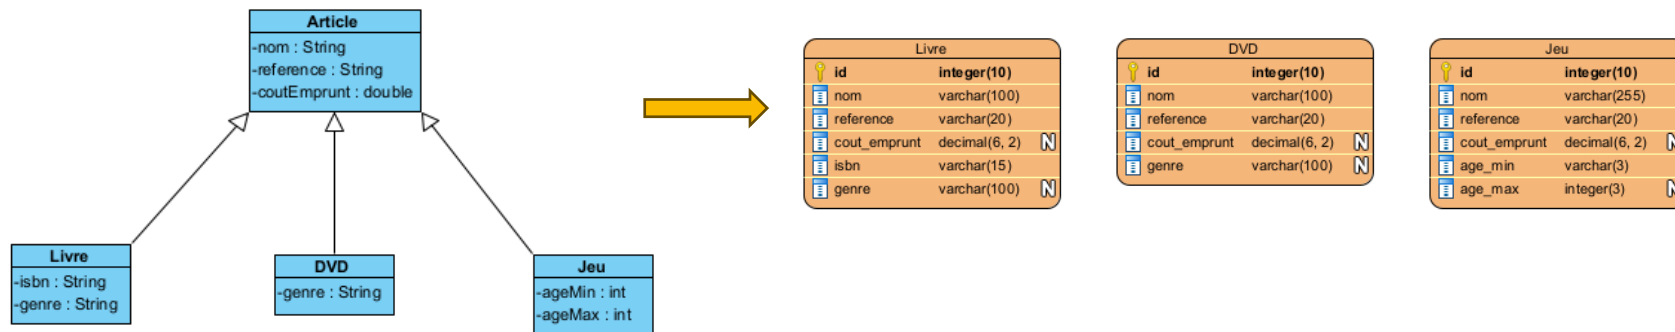 Article
-nom : String
-reference : String
-coutEmprunt : double
Livre
-isbn : String
-genre : String
DVD
-genre : String
Jeu
-ageMin : int
-ageMax : int
Livre
id integer(10)
nom varchar(100)
reference varchar(20)
cout_emprunt decimal(6, 2) N
isbn varchar(15)
genre varchar(100) N
DVD
id integer(10)
nom varchar(100)
reference varchar(20)
cout_emprunt decimal(6, 2) N
genre varchar(100) N
Jeu
id integer(10)
nom varchar(255)
reference varchar(20)
cout_emprunt decimal(6, 2) N
age_min varchar(3)
age_max integer(3) N